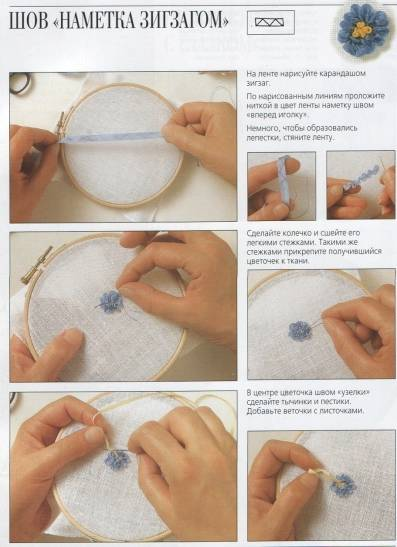 ШОВ «НАМЕТКА ЗИГЗАГОМ»
На ленте нарисуйте карандашом
зигзаг.
По нарисованным линиям проложите
ниткой в цвет ленты наметку швом
«вперед иголку».
Немного, чтобы образовались
лепестки, стяните ленту.
Сделайте колечко и сшейте его
легкими стежками. Такими же
стежками прикрепите получившийся
цветочек к ткани.
В центре цветочка швом «узелки»
сделайте тычинки и пестики.
Добавьте веточки с листочками.